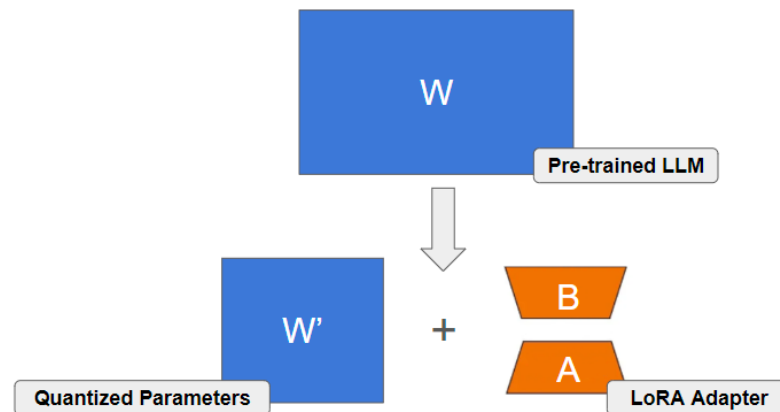 W
Pre-trained LLM
B
W’
+
A
Quantized Parameters
LoRA Adapter